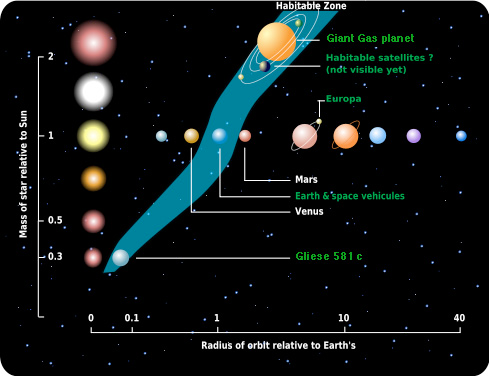 Habitable Zone
Giant Gas planet
Habitable satellites ?
(not visible yet)
Europa
Mars
Earth & space vehicules
Venus
Gliese 581 c
Mass of star relative to Sun
2
1
0.5
0.3
0
0.1
1
10
40
Radius of orbit relative to Earth's